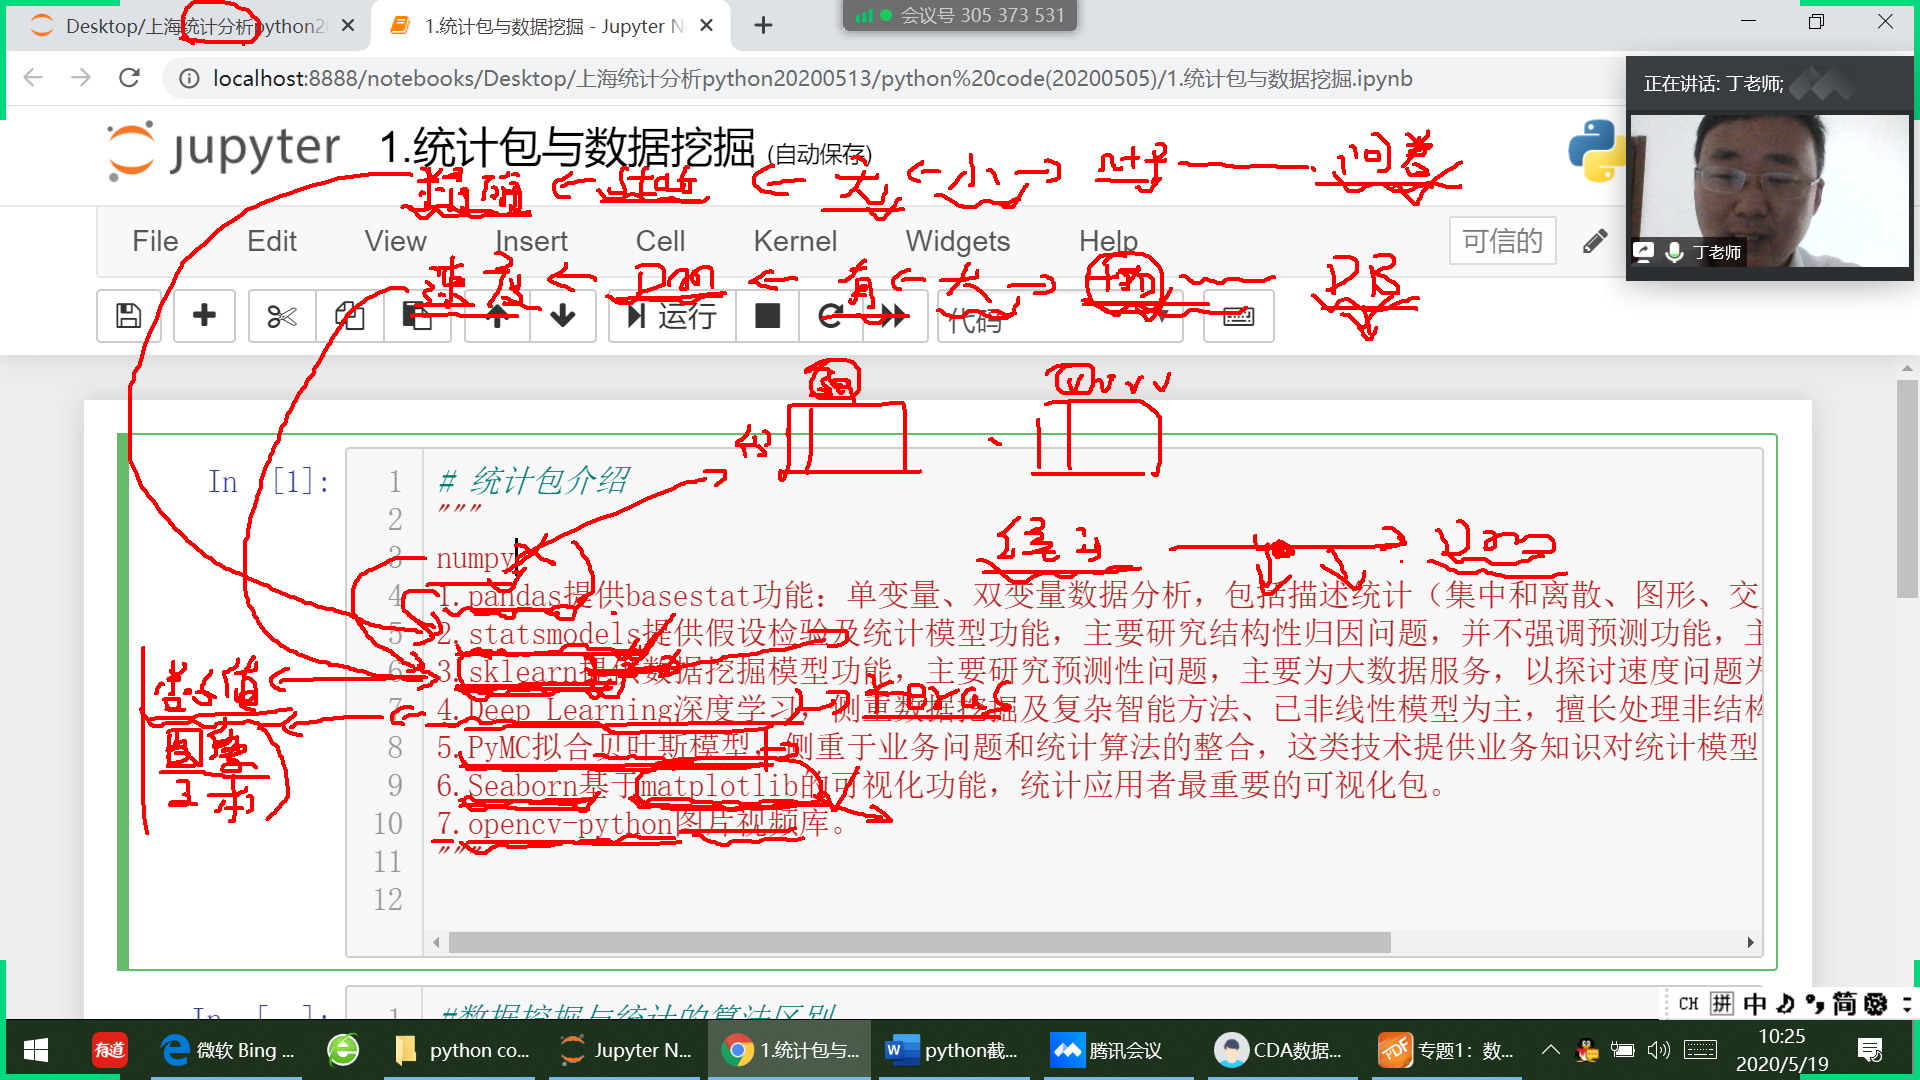 Desktop/上海统计分析python20
1.统计包与数据挖掘 - Jupyter N
会议号 305 373 531
localhost:8888/notebooks/Desktop/上海统计分析python20200513/python%20code(20200505)/1.统计包与数据挖掘.ipynb
正在讲话: 丁老师;
jupyter 1.统计包与数据挖掘 (自动保存)
精确 stat 大 小 n+p 问卷
File Edit View Insert Cell Kernel Widgets Help 可信的
丁老师
速度 DM 有 大 DB
运行 代码
In [1]:
1 # 统计包介绍
2 """
3 numpy
4 1.pandas提供basestat功能：单变量、双变量数据分析，包括描述统计（集中和离散、图形、交
5 2.statsmodels提供假设检验及统计模型功能，主要研究结构性归因问题，并不强调预测功能，主
6 3.sklearn提供数据挖掘模型功能，主要研究预测性问题，主要为大数据服务，以探讨速度问题为
7 4.Deep Learning深度学习，侧重数据挖掘及复杂智能方法、已非线性模型为主，擅长处理非结构
keras
8 5.PyMC拟合贝叶斯模型，侧重于业务问题和统计算法的整合，这类技术提供业务知识对统计模型
9 6.Seaborn基于matplotlib的可视化功能，统计应用者最重要的可视化包。
10 7.opencv-python图片视频库。
11 """
12
In [ ]:
1 #数据挖掘与统计的算法区别
CH 拼 中 简
有道
微软 Bing ...
python co...
Jupyter N...
1.统计包与...
python截...
腾讯会议
CDA数据...
专题1：数...
10:25
2020/5/19